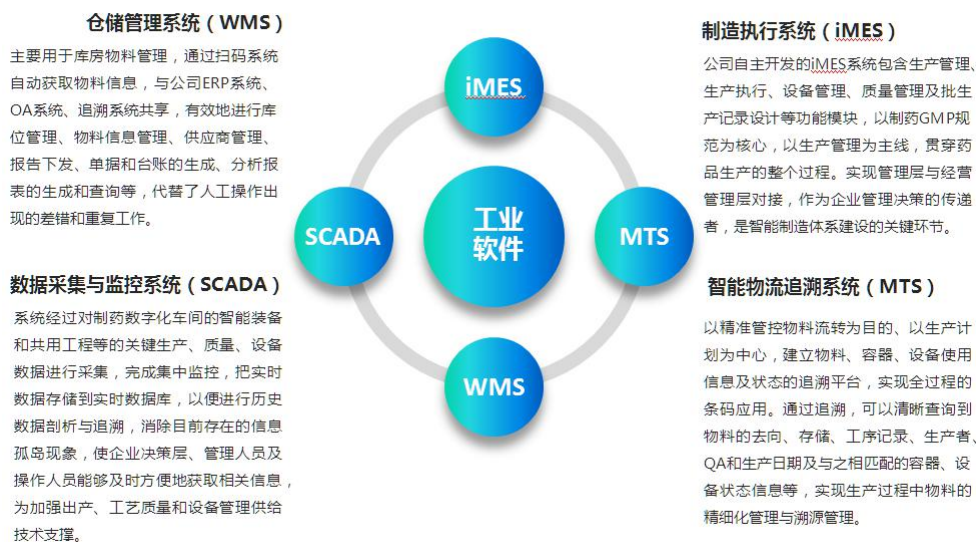 仓储管理系统（WMS）
主要用于库房物料管理，通过扫码系统
自动获取物料信息，与公司ERP系统、
OA系统、追溯系统共享，有效地进行库
位管理、物料信息管理、供应商管理、
报告下发、单据和台账的生成、分析报
表的生成和查询等，代替了人工操作出
现的差错和重复工作。
数据采集与监控系统（SCADA）
系统经过对制药数字化车间的智能装备
和共用工程等的关键生产、质量、设备
数据进行采集，完成集中监控，把实时
数据存储到实时数据库，以便进行历史
数据剖析与追溯，消除目前存在的信息
孤岛现象，使企业决策层、管理人员及
操作人员能够及时方便地获取相关信息，
为加强出产、工艺质量和设备管理供给
技术支撑。
iMES
SCADA
工业
软件
MTS
WMS
制造执行系统（iMES）
公司自主开发的iMES系统包含生产管理、
生产执行、设备管理、质量管理及批生
产记录设计等功能模块，以制药GMP规
范为核心，以生产管理为主线，贯穿药
品生产的整个过程。实现管理层与经营
管理层对接，作为企业管理决策的传递
者，是智能制造体系建设的关键环节。
智能物流追溯系统（MTS）
以精准管控物料流转为目的、以生产计
划为中心，建立物料、容器、设备使用
信息及状态的追溯平台，实现全过程的
条码应用。通过追溯，可以清晰查询到
物料的去向、存储、工序记录、生产者、
QA和生产日期及与之相匹配的容器、设
备状态信息等，实现生产过程中物料的
精细化管理与溯源管理。